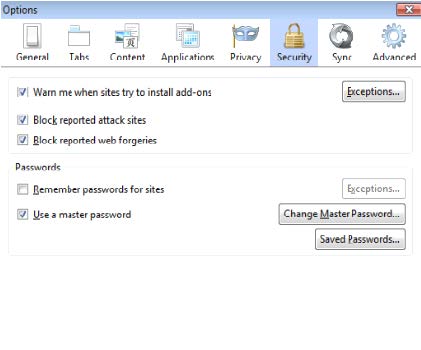 Options
General Tabs Content Applications Privacy Security Sync Advanced
Warn me when sites try to install add-ons Exceptions...
Block reported attack sites
Block reported web forgeries
Passwords
Remember passwords for sites Exceptions...
Use a master password Change Master Password...
Saved Passwords...